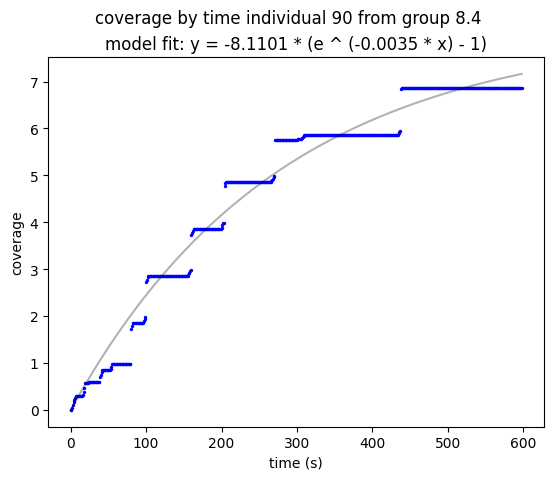 coverage by time individual 90 from group 8.4
model fit: y = -8.1101 * (e ^ (-0.0035 * x) - 1)
7
6
5
4
3
2
1
0
coverage
0 100 200 300 400 500 600
time (s)